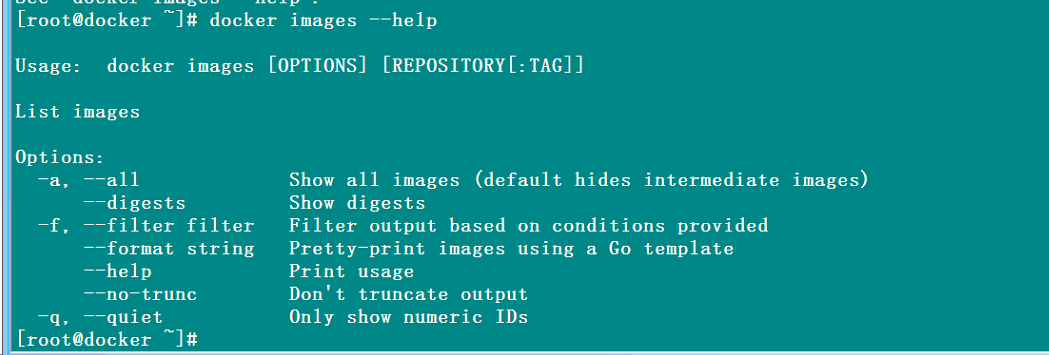 [root@docker ~]# docker images --help
Usage:  docker images [OPTIONS] [REPOSITORY[:TAG]]
List images
Options:
  -a, --all             Show all images (default hides intermediate images)
      --digests         Show digests
  -f, --filter filter   Filter output based on conditions provided
      --format string   Pretty-print images using a Go template
      --help            Print usage
      --no-trunc        Don't truncate output
  -q, --quiet           Only show numeric IDs
[root@docker ~]#